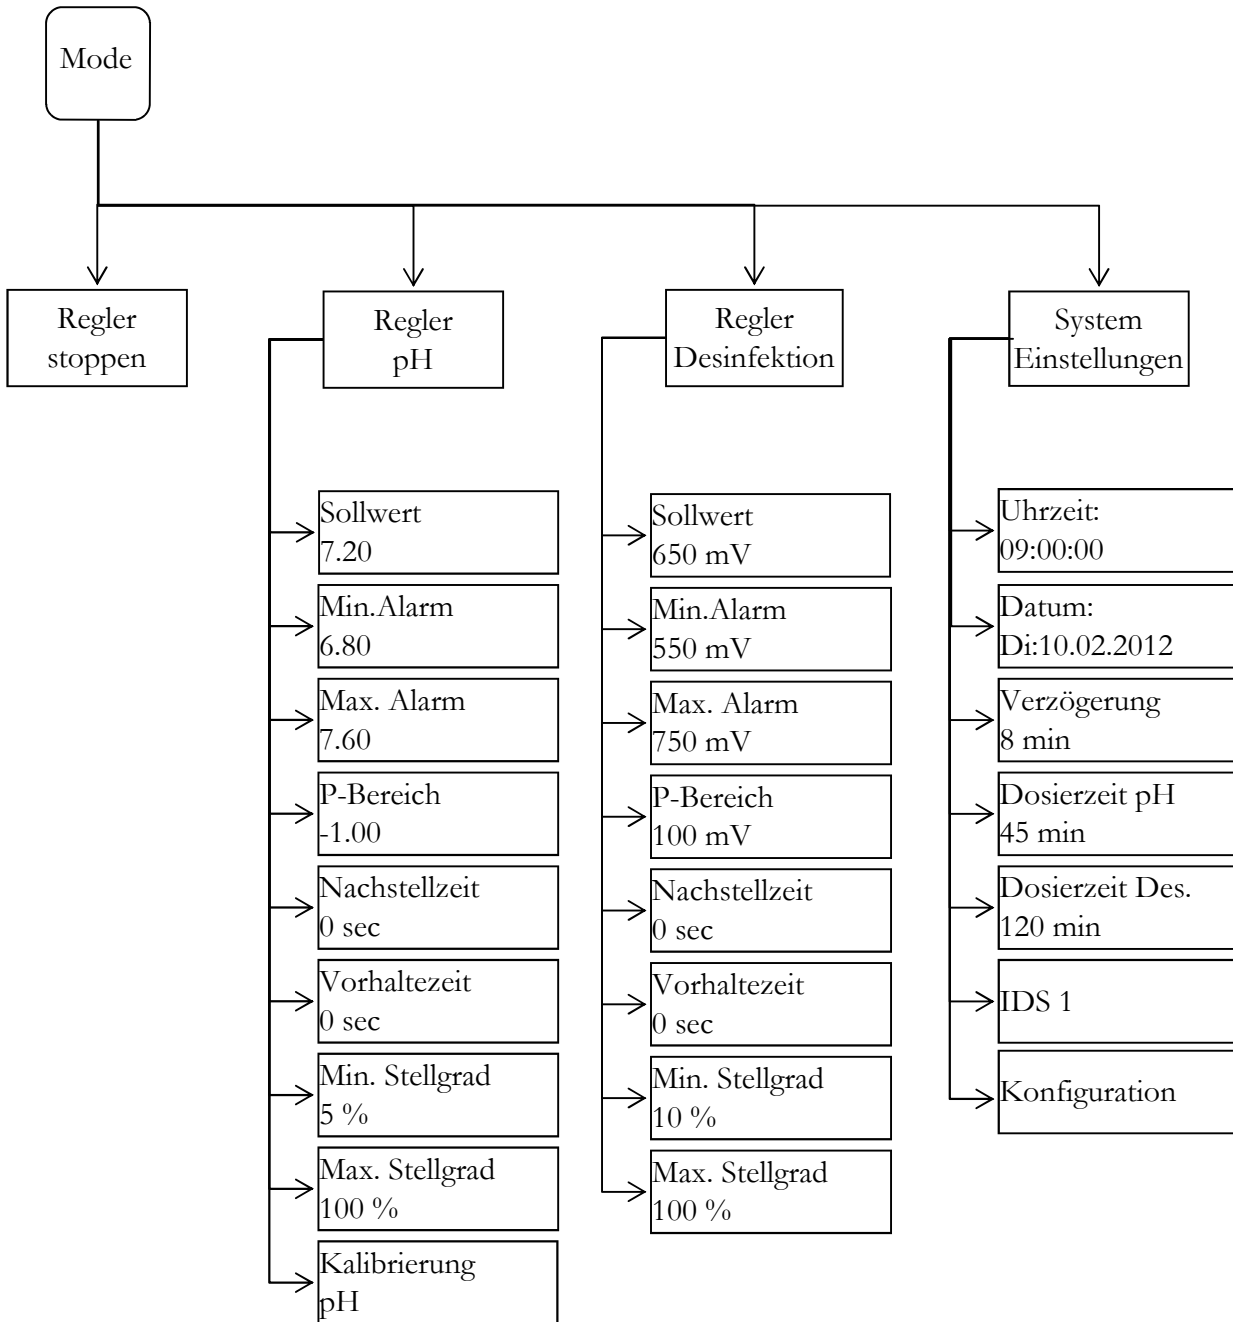 Mode
Regler
stoppen
Regler
pH
Regler
Desinfektion
System
Einstellungen
Sollwert
7.20
Min.Alarm
6.80
Max. Alarm
7.60
P-Bereich
-1.00
Nachstellzeit
0 sec
Vorhaltezeit
0 sec
Min. Stellgrad
5 %
Max. Stellgrad
100 %
Kalibrierung
pH
Sollwert
650 mV
Min.Alarm
550 mV
Max. Alarm
750 mV
P-Bereich
100 mV
Nachstellzeit
0 sec
Vorhaltezeit
0 sec
Min. Stellgrad
10 %
Max. Stellgrad
100 %
Uhrzeit:
09:00:00
Datum:
Di:10.02.2012
Verzögerung
8 min
Dosierzeit pH
45 min
Dosierzeit Des.
120 min
IDS 1
Konfiguration